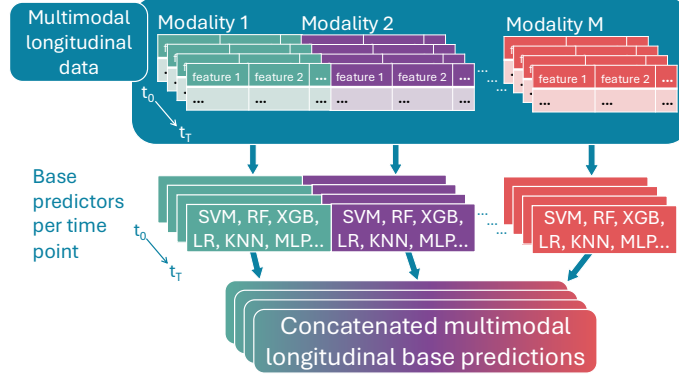 Multimodal
longitudinal
data
Modality 1
Modality 2
Modality M
feature 1 feature 2 ... feature 1 feature 2 ... ... feature 1 feature 2 ...
... ... ... ... ... ... ...
t0
tT
Base
predictors
per time
point
t0
tT
SVM, RF, XGB,
LR, KNN, MLP...
SVM, RF, XGB,
LR, KNN, MLP...
...
...
SVM, RF, XGB,
LR, KNN, MLP...
Concatenated multimodal
longitudinal base predictions